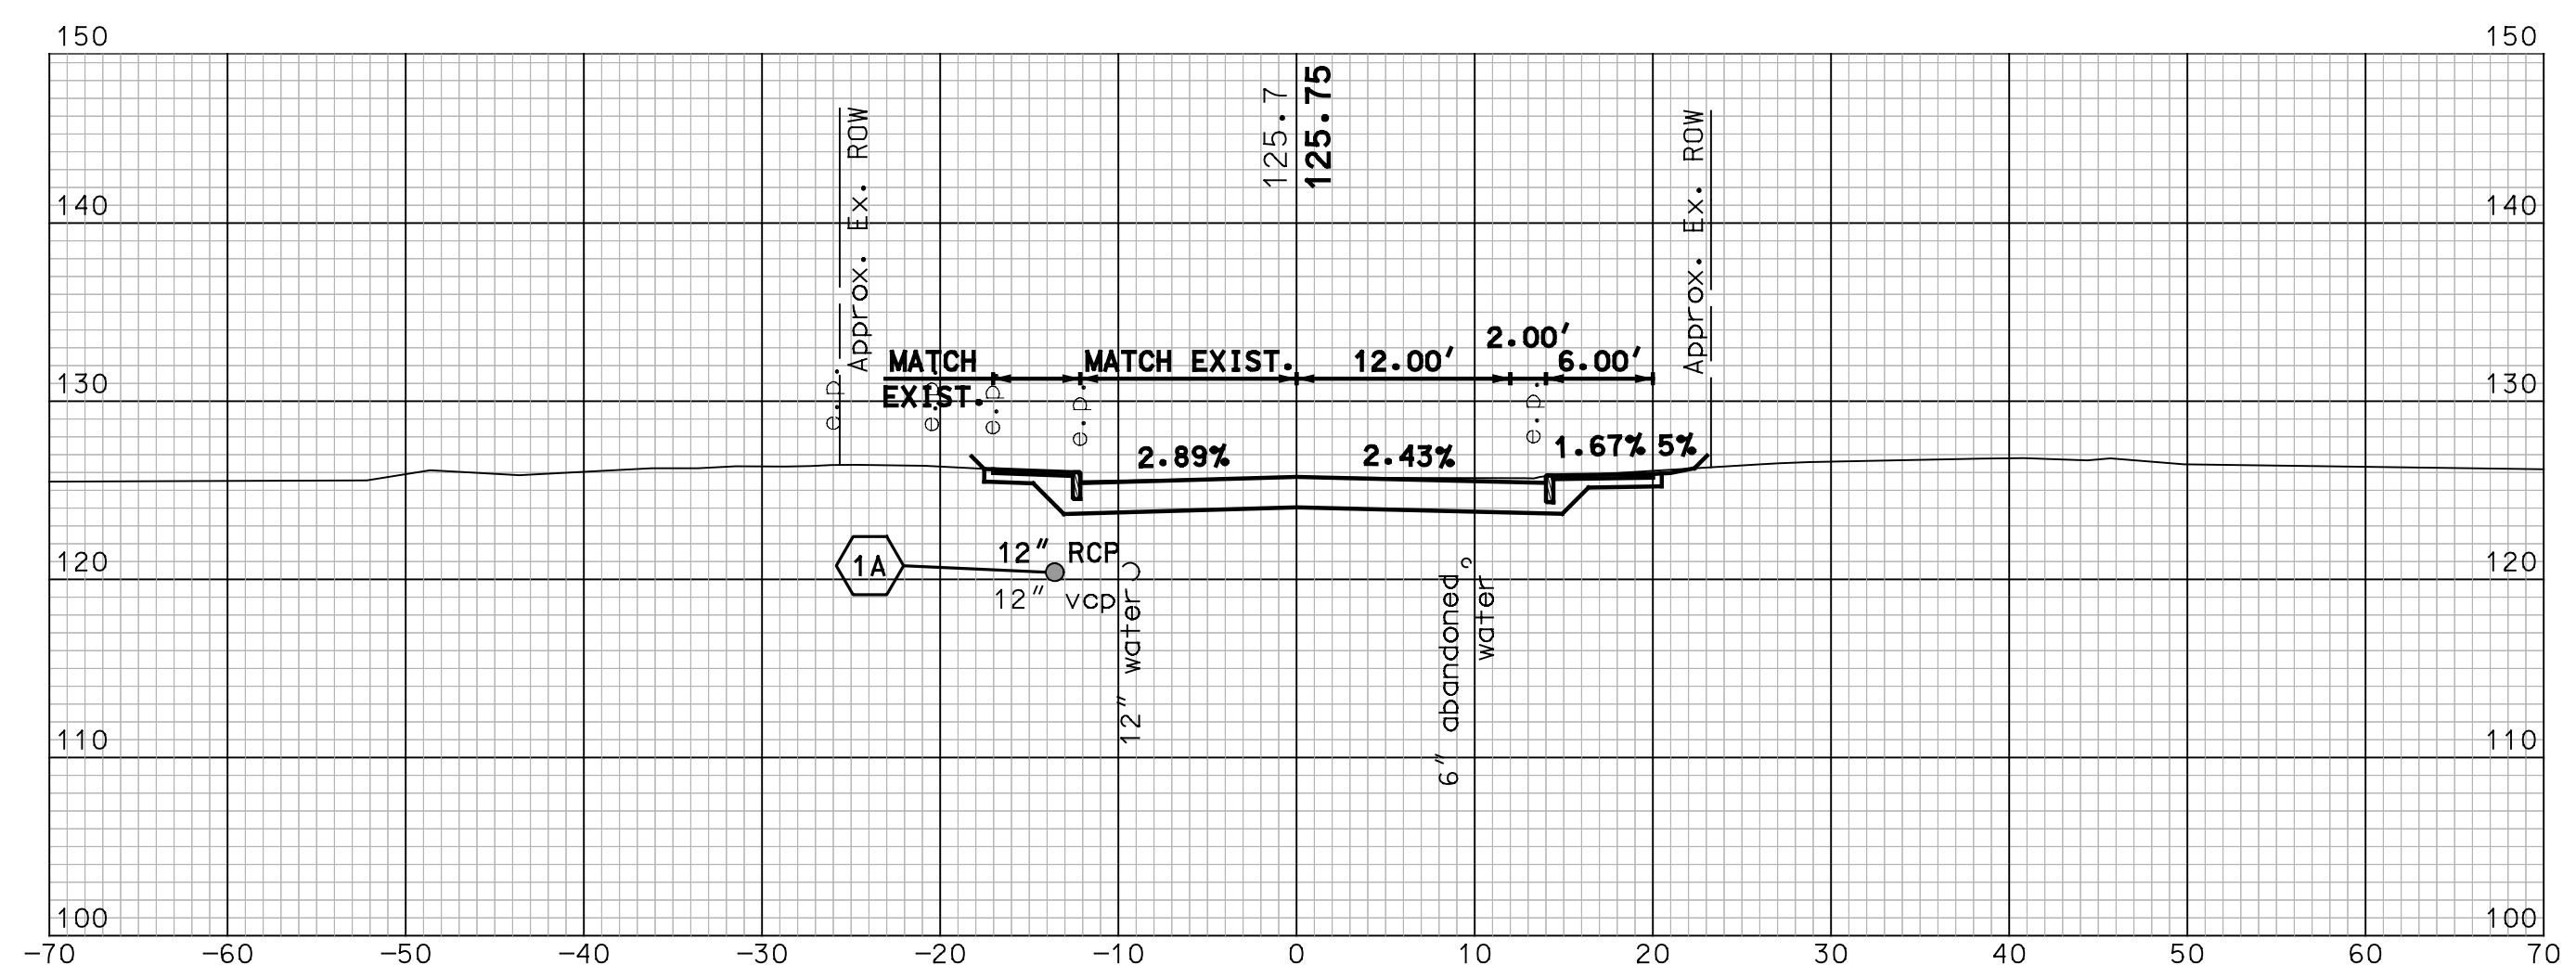 150 150
125.7
125.75
Approx. Ex. ROW
Approx. Ex. ROW
140 140
2.00'
MATCH MATCH EXIST. 12.00' 6.00'
EXIST.
130 130
e.p.
e.p.
e.p.
e.p.
e.p.
2.89% 2.43% 1.67% 5%
120 120
1A
12" RCP
12" vcp
12" water
6" abandoned
water
110 110
100 100
-70 -60 -50 -40 -30 -20 -10 0 10 20 30 40 50 60 70